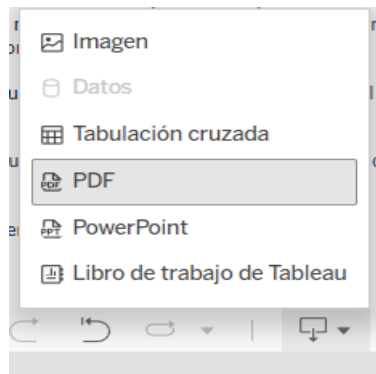 Imagen
Datos
Tabulación cruzada
PDF
PowerPoint
Libro de trabajo de Tableau